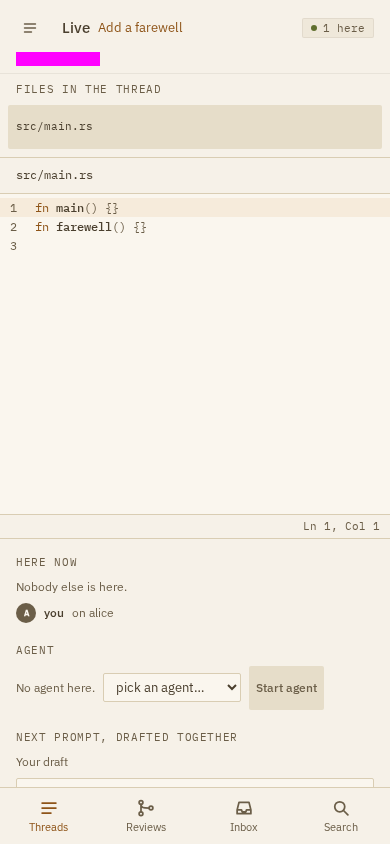 Live Add a farewell
1 here
FILES IN THE THREAD
src/main.rs
src/main.rs
1 fn main() {}
2 fn farewell() {}
3
Ln 1, Col 1
HERE NOW
Nobody else is here.
A you on alice
AGENT
No agent here. pick an agent... Start agent
NEXT PROMPT, DRAFTED TOGETHER
Your draft
Threads Reviews Inbox Search